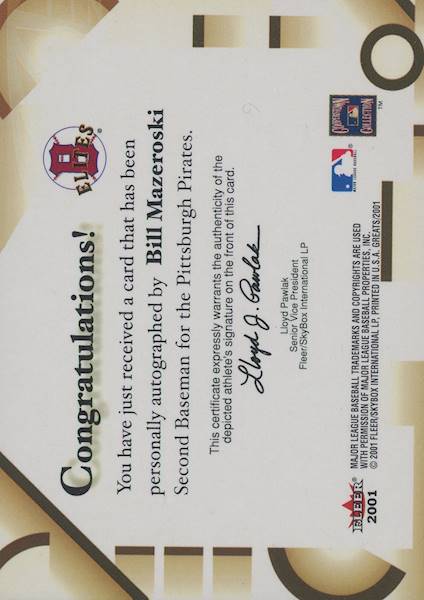 Congratulations!
ELITES
You have just received a card that has been
personally autographed by Bill Mazeroski
Second Baseman for the Pittsburgh Pirates.
This certificate expressly warrants the authenticity of the
depicted athlete's signature on the front of this card.
Lloyd J. Pawlak
Lloyd Pawlak
Senior Vice President
Fleer/SkyBox International LP
FLEER®
2001
MAJOR LEAGUE BASEBALL TRADEMARKS AND COPYRIGHTS ARE USED
WITH PERMISSION OF MAJOR LEAGUE BASEBALL PROPERTIES, INC.
© 2001 FLEER/SKYBOX INTERNATIONAL LP, PRINTED IN U.S.A. GREATS/2001
COOPERSTOWN
COLLECTION
TM